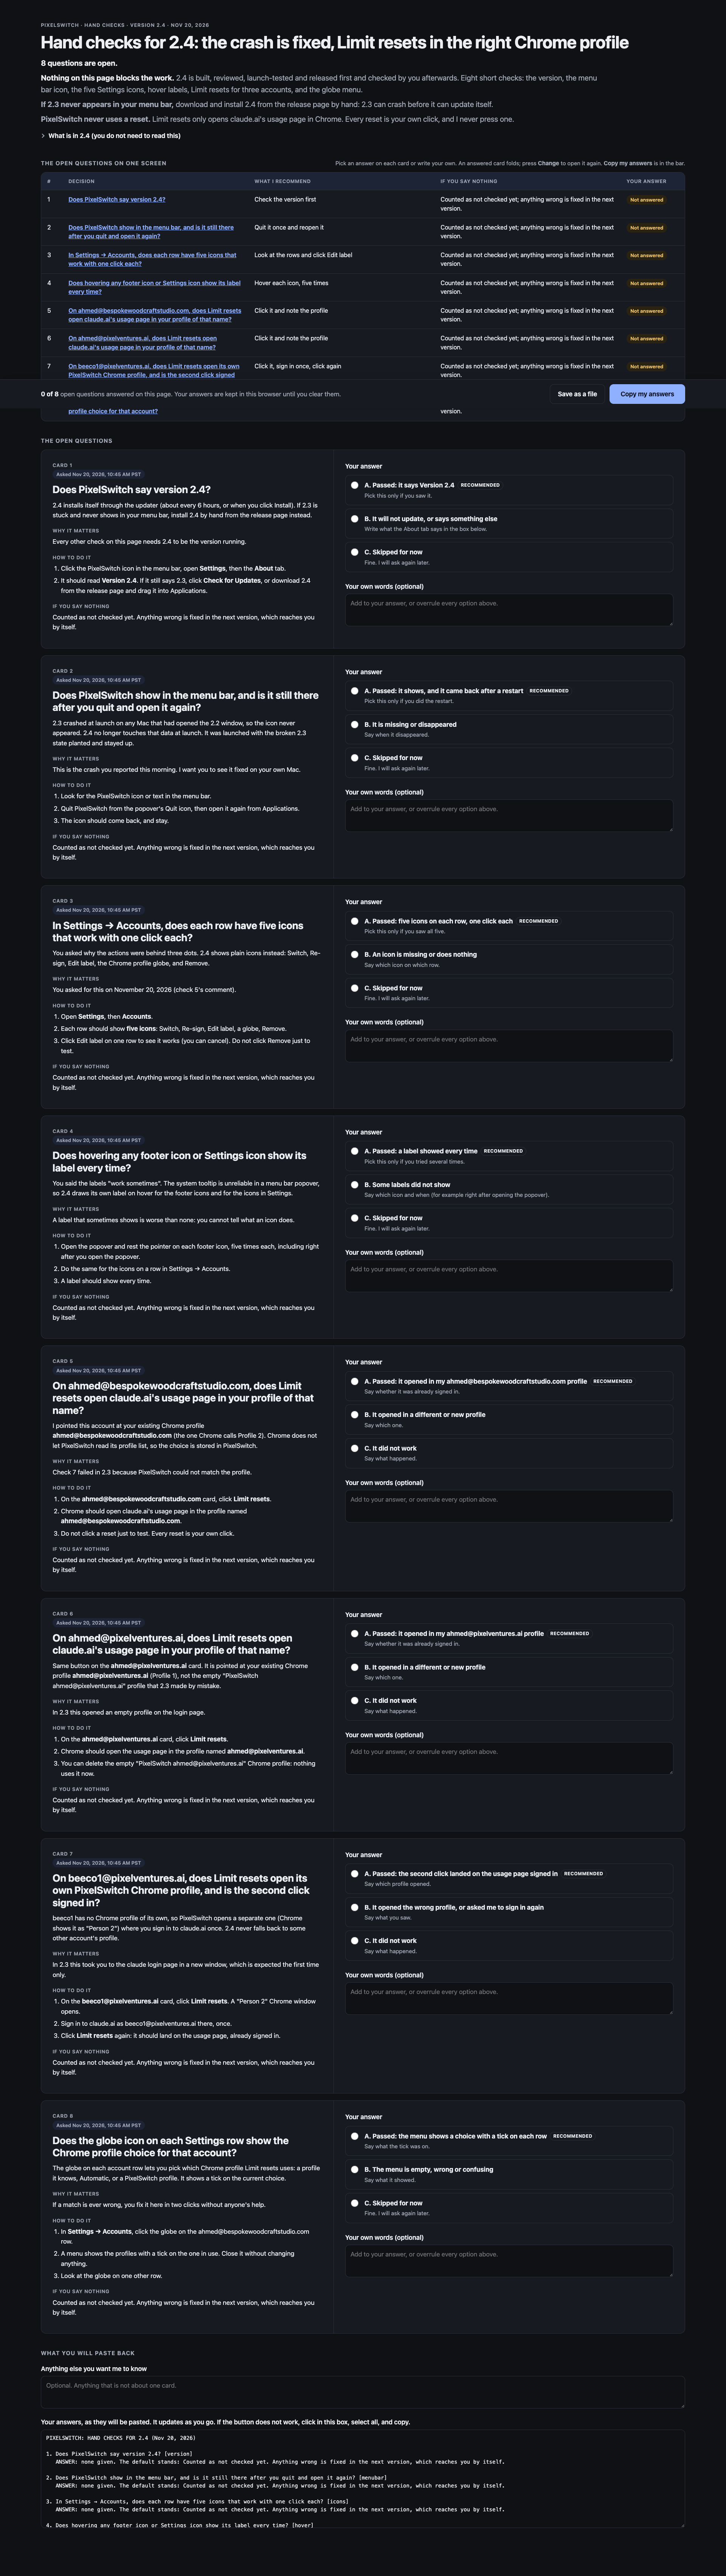 PIXELSWITCH · HAND CHECKS · VERSION 2.4 · NOV 20, 2026
Hand checks for 2.4: the crash is fixed, Limit resets in the right Chrome profile
8 questions are open.
Nothing on this page blocks the work. 2.4 is built, reviewed, launch-tested and released first and checked by you afterwards. Eight short checks: the version, the menu
bar icon, the five Settings icons, hover labels, Limit resets for three accounts, and the globe menu.
If 2.3 never appears in your menu bar, download and install 2.4 from the release page by hand: 2.3 can crash before it can update itself.
PixelSwitch never uses a reset. Limit resets only opens claude.ai's usage page in Chrome. Every reset is your own click, and I never press one.
What is in 2.4 (you do not need to read this)
THE OPEN QUESTIONS ON ONE SCREEN
Pick an answer on each card or write your own. An answered card folds; press Change to open it again. Copy my answers is in the bar.
# DECISION WHAT I RECOMMEND IF YOU SAY NOTHING YOUR ANSWER
1 Does PixelSwitch say version 2.4? Check the version first Counted as not checked yet; anything wrong is fixed in the next Not answered
version.
2 Does PixelSwitch show in the menu bar, and is it still there Quit it once and reopen it Counted as not checked yet; anything wrong is fixed in the next Not answered
after you quit and open it again? version.
3 In Settings → Accounts, does each row have five icons that Look at the rows and click Edit label Counted as not checked yet; anything wrong is fixed in the next Not answered
work with one click each? version.
4 Does hovering any footer icon or Settings icon show its label Hover each icon, five times Counted as not checked yet; anything wrong is fixed in the next Not answered
every time? version.
5 On ahmed@bespokewoodcraftstudio.com, does Limit resets Click it and note the profile Counted as not checked yet; anything wrong is fixed in the next Not answered
open claude.ai's usage page in your profile of that name? version.
6 On ahmed@pixelventures.ai, does Limit resets open Click it and note the profile Counted as not checked yet; anything wrong is fixed in the next Not answered
claude.ai's usage page in your profile of that name? version.
7 On beeco1@pixelventures.ai, does Limit resets open its own Click it, sign in once, click again Counted as not checked yet; anything wrong is fixed in the next Not answered
PixelSwitch Chrome profile, and is the second click signed version.
0 of 8 open questions answered on this page. Your answers are kept in this browser until you clear them.
Save as a file
Copy my answers
profile choice for that account? version.
THE OPEN QUESTIONS
CARD 1
Asked Nov 20, 2026, 10:45 AM PST
Does PixelSwitch say version 2.4?
2.4 installs itself through the updater (about every 6 hours, or when you click Install). If 2.3 is
stuck and never shows in your menu bar, install 2.4 by hand from the release page instead.
WHY IT MATTERS
Every other check on this page needs 2.4 to be the version running.
HOW TO DO IT
1. Click the PixelSwitch icon in the menu bar, open Settings, then the About tab.
2. It should read Version 2.4. If it still says 2.3, click Check for Updates, or download 2.4
from the release page and drag it into Applications.
IF YOU SAY NOTHING
Counted as not checked yet. Anything wrong is fixed in the next version, which reaches you
by itself.
Your answer
A. Passed: it says Version 2.4 RECOMMENDED
Pick this only if you saw it.
B. It will not update, or says something else
Write what the About tab says in the box below.
C. Skipped for now
Fine. I will ask again later.
Your own words (optional)
Add to your answer, or overrule every option above.
CARD 2
Asked Nov 20, 2026, 10:45 AM PST
Does PixelSwitch show in the menu bar, and is it still there
after you quit and open it again?
2.3 crashed at launch on any Mac that had opened the 2.2 window, so the icon never
appeared. 2.4 no longer touches that data at launch. It was launched with the broken 2.3
state planted and stayed up.
WHY IT MATTERS
This is the crash you reported this morning. I want you to see it fixed on your own Mac.
HOW TO DO IT
1. Look for the PixelSwitch icon or text in the menu bar.
2. Quit PixelSwitch from the popover's Quit icon, then open it again from Applications.
3. The icon should come back, and stay.
IF YOU SAY NOTHING
Counted as not checked yet. Anything wrong is fixed in the next version, which reaches you
by itself.
Your answer
A. Passed: it shows, and it came back after a restart RECOMMENDED
Pick this only if you did the restart.
B. It is missing or disappeared
Say when it disappeared.
C. Skipped for now
Fine. I will ask again later.
Your own words (optional)
Add to your answer, or overrule every option above.
CARD 3
Asked Nov 20, 2026, 10:45 AM PST
In Settings → Accounts, does each row have five icons
that work with one click each?
You asked why the actions were behind three dots. 2.4 shows plain icons instead: Switch, Re-
sign, Edit label, the Chrome profile globe, and Remove.
WHY IT MATTERS
You asked for this on November 20, 2026 (check 5's comment).
HOW TO DO IT
1. Open Settings, then Accounts.
2. Each row should show five icons: Switch, Re-sign, Edit label, a globe, Remove.
3. Click Edit label on one row to see it works (you can cancel). Do not click Remove just to
test.
IF YOU SAY NOTHING
Counted as not checked yet. Anything wrong is fixed in the next version, which reaches you
by itself.
Your answer
A. Passed: five icons on each row, one click each RECOMMENDED
Pick this only if you saw all five.
B. An icon is missing or does nothing
Say which icon on which row.
C. Skipped for now
Fine. I will ask again later.
Your own words (optional)
Add to your answer, or overrule every option above.
CARD 4
Asked Nov 20, 2026, 10:45 AM PST
Does hovering any footer icon or Settings icon show its
label every time?
You said the labels "work sometimes". The system tooltip is unreliable in a menu bar popover,
so 2.4 draws its own label on hover for the footer icons and for the icons in Settings.
WHY IT MATTERS
A label that sometimes shows is worse than none: you cannot tell what an icon does.
HOW TO DO IT
1. Open the popover and rest the pointer on each footer icon, five times each, including right
after you open the popover.
2. Do the same for the icons on a row in Settings → Accounts.
3. A label should show every time.
IF YOU SAY NOTHING
Counted as not checked yet. Anything wrong is fixed in the next version, which reaches you
by itself.
Your answer
A. Passed: a label showed every time RECOMMENDED
Pick this only if you tried several times.
B. Some labels did not show
Say which icon and when (for example right after opening the popover).
C. Skipped for now
Fine. I will ask again later.
Your own words (optional)
Add to your answer, or overrule every option above.
CARD 5
Asked Nov 20, 2026, 10:45 AM PST
On ahmed@bespokewoodcraftstudio.com, does Limit
resets open claude.ai's usage page in your profile of that
name?
I pointed this account at your existing Chrome profile
ahmed@bespokewoodcraftstudio.com (the one Chrome calls Profile 2). Chrome does not
let PixelSwitch read its profile list, so the choice is stored in PixelSwitch.
WHY IT MATTERS
Check 7 failed in 2.3 because PixelSwitch could not match the profile.
HOW TO DO IT
1. On the ahmed@bespokewoodcraftstudio.com card, click Limit resets.
2. Chrome should open claude.ai's usage page in the profile named
ahmed@bespokewoodcraftstudio.com.
3. Do not click a reset just to test. Every reset is your own click.
IF YOU SAY NOTHING
Counted as not checked yet. Anything wrong is fixed in the next version, which reaches you
by itself.
Your answer
A. Passed: it opened in my ahmed@bespokewoodcraftstudio.com profile RECOMMENDED
Say whether it was already signed in.
B. It opened in a different or new profile
Say which one.
C. It did not work
Say what happened.
Your own words (optional)
Add to your answer, or overrule every option above.
CARD 6
Asked Nov 20, 2026, 10:45 AM PST
On ahmed@pixelventures.ai, does Limit resets open
claude.ai's usage page in your profile of that name?
Same button on the ahmed@pixelventures.ai card. It is pointed at your existing Chrome
profile ahmed@pixelventures.ai (Profile 1), not the empty "PixelSwitch
ahmed@pixelventures.ai" profile that 2.3 made by mistake.
WHY IT MATTERS
In 2.3 this opened an empty profile on the login page.
HOW TO DO IT
1. On the ahmed@pixelventures.ai card, click Limit resets.
2. Chrome should open the usage page in the profile named ahmed@pixelventures.ai.
3. You can delete the empty "PixelSwitch ahmed@pixelventures.ai" Chrome profile: nothing
uses it now.
IF YOU SAY NOTHING
Counted as not checked yet. Anything wrong is fixed in the next version, which reaches you
by itself.
Your answer
A. Passed: it opened in my ahmed@pixelventures.ai profile RECOMMENDED
Say whether it was already signed in.
B. It opened in a different or new profile
Say which one.
C. It did not work
Say what happened.
Your own words (optional)
Add to your answer, or overrule every option above.
CARD 7
Asked Nov 20, 2026, 10:45 AM PST
On beeco1@pixelventures.ai, does Limit resets open its
own PixelSwitch Chrome profile, and is the second click
signed in?
beeco1 has no Chrome profile of its own, so PixelSwitch opens a separate one (Chrome
shows it as "Person 2") where you sign in to claude.ai once. 2.4 never falls back to some
other account's profile.
WHY IT MATTERS
In 2.3 this took you to the claude login page in a new window, which is expected the first time
only.
HOW TO DO IT
1. On the beeco1@pixelventures.ai card, click Limit resets. A "Person 2" Chrome window
opens.
2. Sign in to claude.ai as beeco1@pixelventures.ai there, once.
3. Click Limit resets again: it should land on the usage page, already signed in.
IF YOU SAY NOTHING
Counted as not checked yet. Anything wrong is fixed in the next version, which reaches you
by itself.
Your answer
A. Passed: the second click landed on the usage page signed in RECOMMENDED
Say which profile opened.
B. It opened the wrong profile, or asked me to sign in again
Say what you saw.
C. It did not work
Say what happened.
Your own words (optional)
Add to your answer, or overrule every option above.
CARD 8
Asked Nov 20, 2026, 10:45 AM PST
Does the globe icon on each Settings row show the
Chrome profile choice for that account?
The globe on each account row lets you pick which Chrome profile Limit resets uses: a profile
it knows, Automatic, or a PixelSwitch profile. It shows a tick on the current choice.
WHY IT MATTERS
If a match is ever wrong, you fix it here in two clicks without anyone's help.
HOW TO DO IT
1. In Settings → Accounts, click the globe on the ahmed@bespokewoodcraftstudio.com
row.
2. A menu shows the profiles with a tick on the one in use. Close it without changing
anything.
3. Look at the globe on one other row.
IF YOU SAY NOTHING
Counted as not checked yet. Anything wrong is fixed in the next version, which reaches you
by itself.
Your answer
A. Passed: the menu shows a choice with a tick on each row RECOMMENDED
Say what the tick was on.
B. The menu is empty, wrong or confusing
Say what it showed.
C. Skipped for now
Fine. I will ask again later.
Your own words (optional)
Add to your answer, or overrule every option above.
WHAT YOU WILL PASTE BACK
Anything else you want me to know
Optional. Anything that is not about one card.
Your answers, as they will be pasted. It updates as you go. If the button does not work, click in this box, select all, and copy.
PIXELSWITCH: HAND CHECKS FOR 2.4 (Nov 20, 2026)
1. Does PixelSwitch say version 2.4? [version]
ANSWER: none given. The default stands: Counted as not checked yet. Anything wrong is fixed in the next version, which reaches you by itself.
2. Does PixelSwitch show in the menu bar, and is it still there after you quit and open it again? [menubar]
ANSWER: none given. The default stands: Counted as not checked yet. Anything wrong is fixed in the next version, which reaches you by itself.
3. In Settings → Accounts, does each row have five icons that work with one click each? [icons]
ANSWER: none given. The default stands: Counted as not checked yet. Anything wrong is fixed in the next version, which reaches you by itself.
4. Does hovering any footer icon or Settings icon show its label every time? [hover]